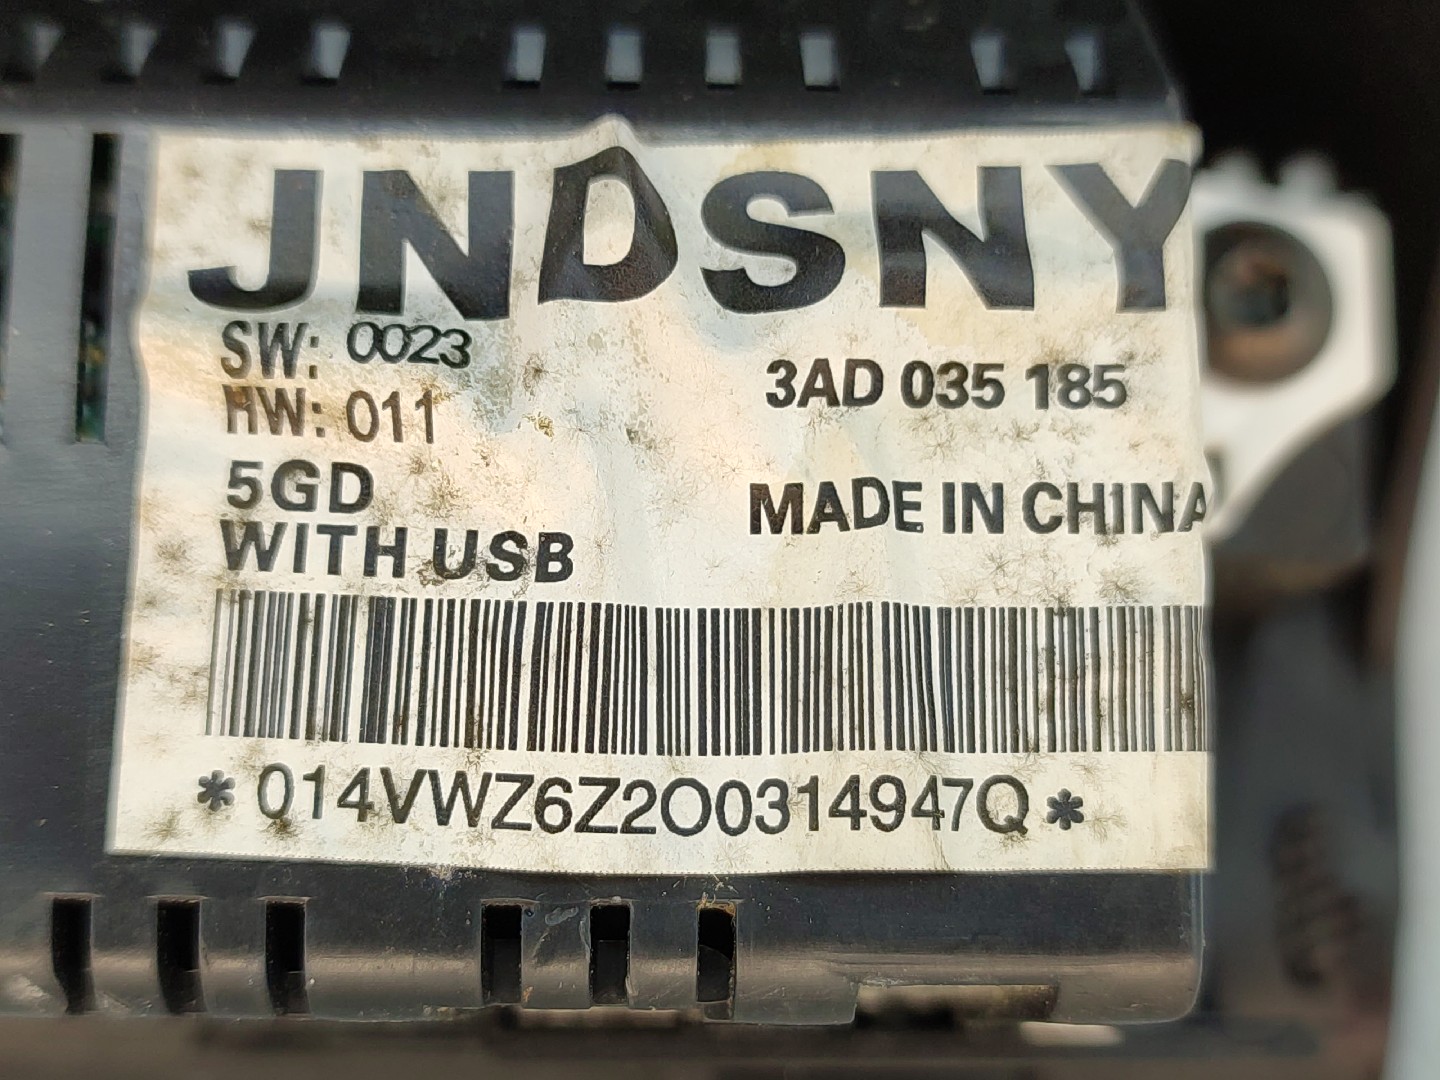 JNDSNY
SW: 0023
HW: 011
3AD 035 185
5GD
WITH USB
MADE IN CHINA
* 014VWZ6Z2O0314947Q *